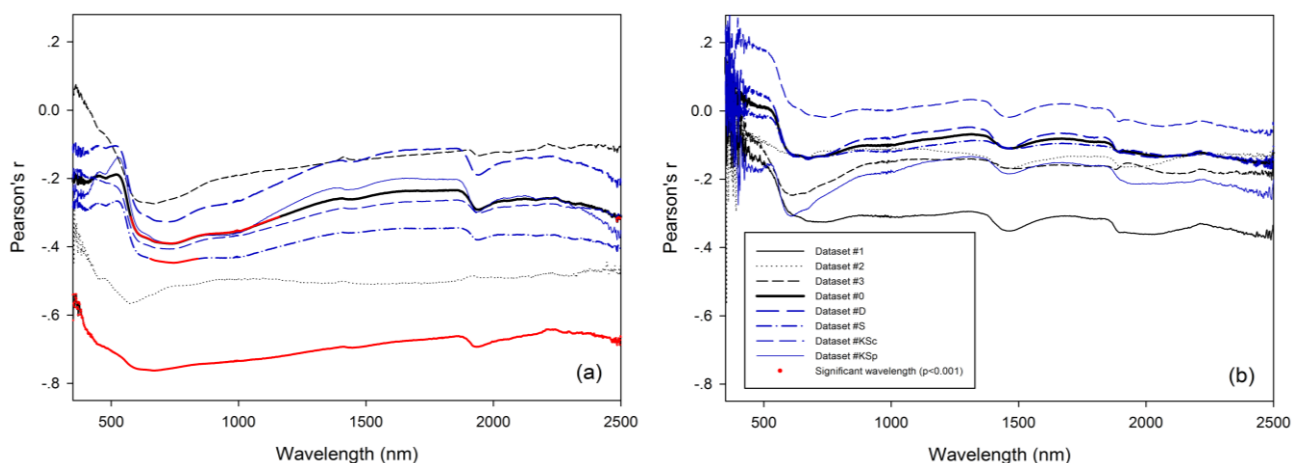 .2
0.0
-.2
-.4
-.6
-.8
Pearson's r
500
1000
1500
2000
2500
Wavelength (nm)
(a)
.2
0.0
-.2
-.4
-.6
-.8
Pearson's r
Dataset #1
Dataset #2
Dataset #3
Dataset #0
Dataset #D
Dataset #S
Dataset #KSc
Dataset #KSp
Significant wavelength (p<0.001)
500
1000
1500
2000
2500
Wavelength (nm)
(b)